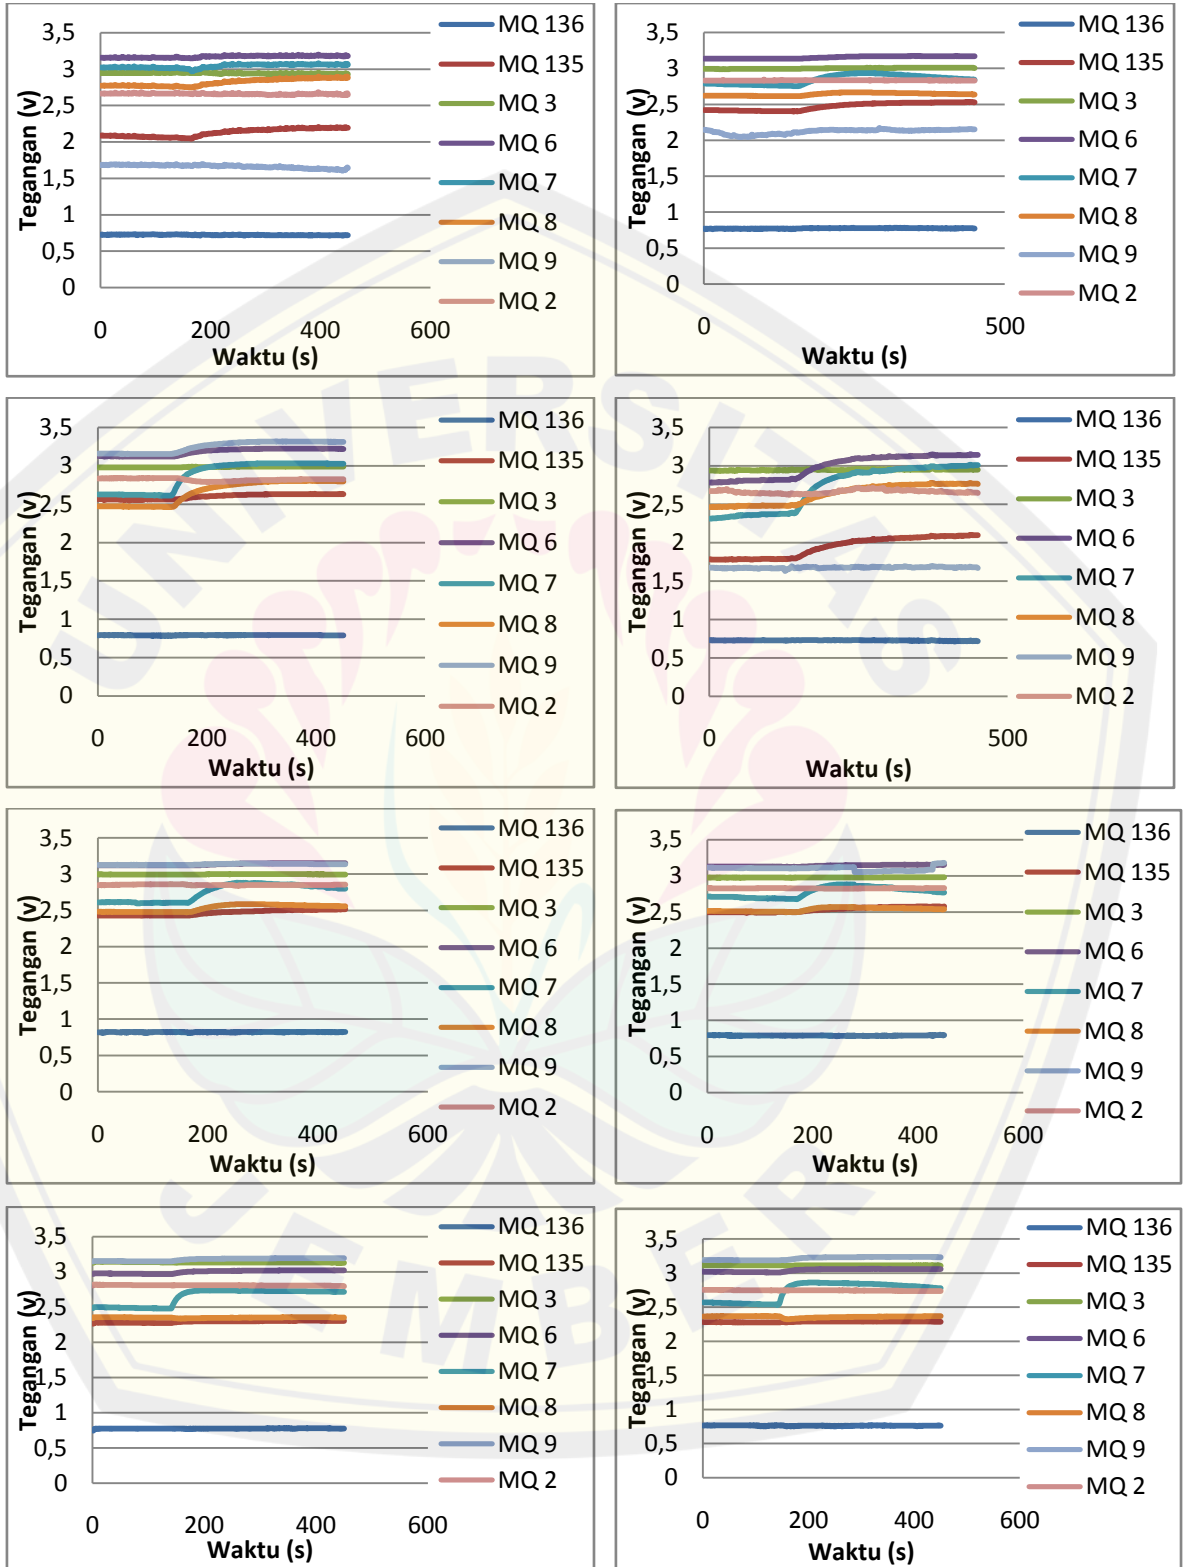 3,5
3
2,5
2
1,5
1
0,5
0
Tegangan (v)
0 200 400 600
Waktu (s)
MQ 136
MQ 135
MQ 3
MQ 6
MQ 7
MQ 8
MQ 9
MQ 2
3,5
3
2,5
2
1,5
1
0,5
0
Tegangan (v)
0 500
Waktu (s)
MQ 136
MQ 135
MQ 3
MQ 6
MQ 7
MQ 8
MQ 9
MQ 2
3,5
3
2,5
2
1,5
1
0,5
0
Tegangan (v)
0 200 400 600
Waktu (s)
MQ 136
MQ 135
MQ 3
MQ 6
MQ 7
MQ 8
MQ 9
MQ 2
3,5
3
2,5
2
1,5
1
0,5
0
Tegangan (v)
0 500
Waktu (s)
MQ 136
MQ 135
MQ 3
MQ 6
MQ 7
MQ 8
MQ 9
MQ 2
3,5
3
2,5
2
1,5
1
0,5
0
Tegangan (v)
0 200 400 600
Waktu (s)
MQ 136
MQ 135
MQ 3
MQ 6
MQ 7
MQ 8
MQ 9
MQ 2
3,5
3
2,5
2
1,5
1
0,5
0
Tegangan (v)
0 200 400 600
Waktu (s)
MQ 136
MQ 135
MQ 3
MQ 6
MQ 7
MQ 8
MQ 9
MQ 2
3,5
3
2,5
2
1,5
1
0,5
0
Tegangan (v)
0 200 400 600
Waktu (s)
MQ 136
MQ 135
MQ 3
MQ 6
MQ 7
MQ 8
MQ 9
MQ 2
3,5
3
2,5
2
1,5
1
0,5
0
Tegangan (v)
0 200 400 600
Waktu (s)
MQ 136
MQ 135
MQ 3
MQ 6
MQ 7
MQ 8
MQ 9
MQ 2
UNIVERSITAS
JEMBER